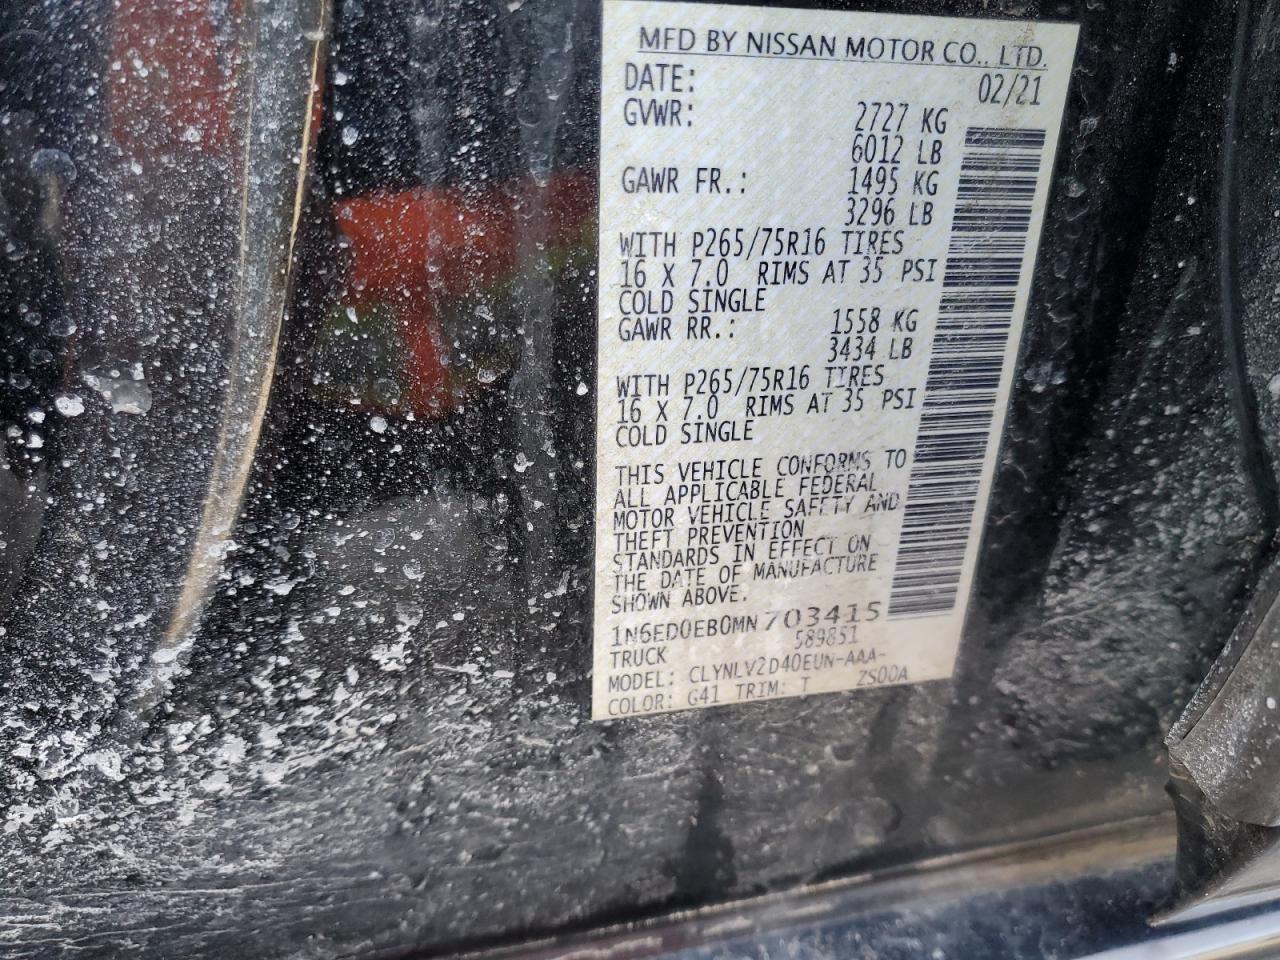 MFD BY NISSAN MOTOR CO., LTD.
DATE: 02/21
GVWR: 2727 KG
6012 LB
GAWR FR.: 1495 KG
3296 LB
WITH P265/75R16 TIRES
16 X 7.0 RIMS AT 35 PSI
COLD SINGLE
GAWR RR.: 1558 KG
3434 LB
WITH P265/75R16 TIRES
16 X 7.0 RIMS AT 35 PSI
COLD SINGLE
THIS VEHICLE CONFORMS TO
ALL APPLICABLE FEDERAL
MOTOR VEHICLE SAFETY AND
THEFT PREVENTION
STANDARDS IN EFFECT ON
THE DATE OF MANUFACTURE
SHOWN ABOVE.
1N6ED0EB0MN703415
TRUCK 589851
MODEL: CLYNLV2D40EUN-AAA-
COLOR: G41 TRIM: T ZS00A